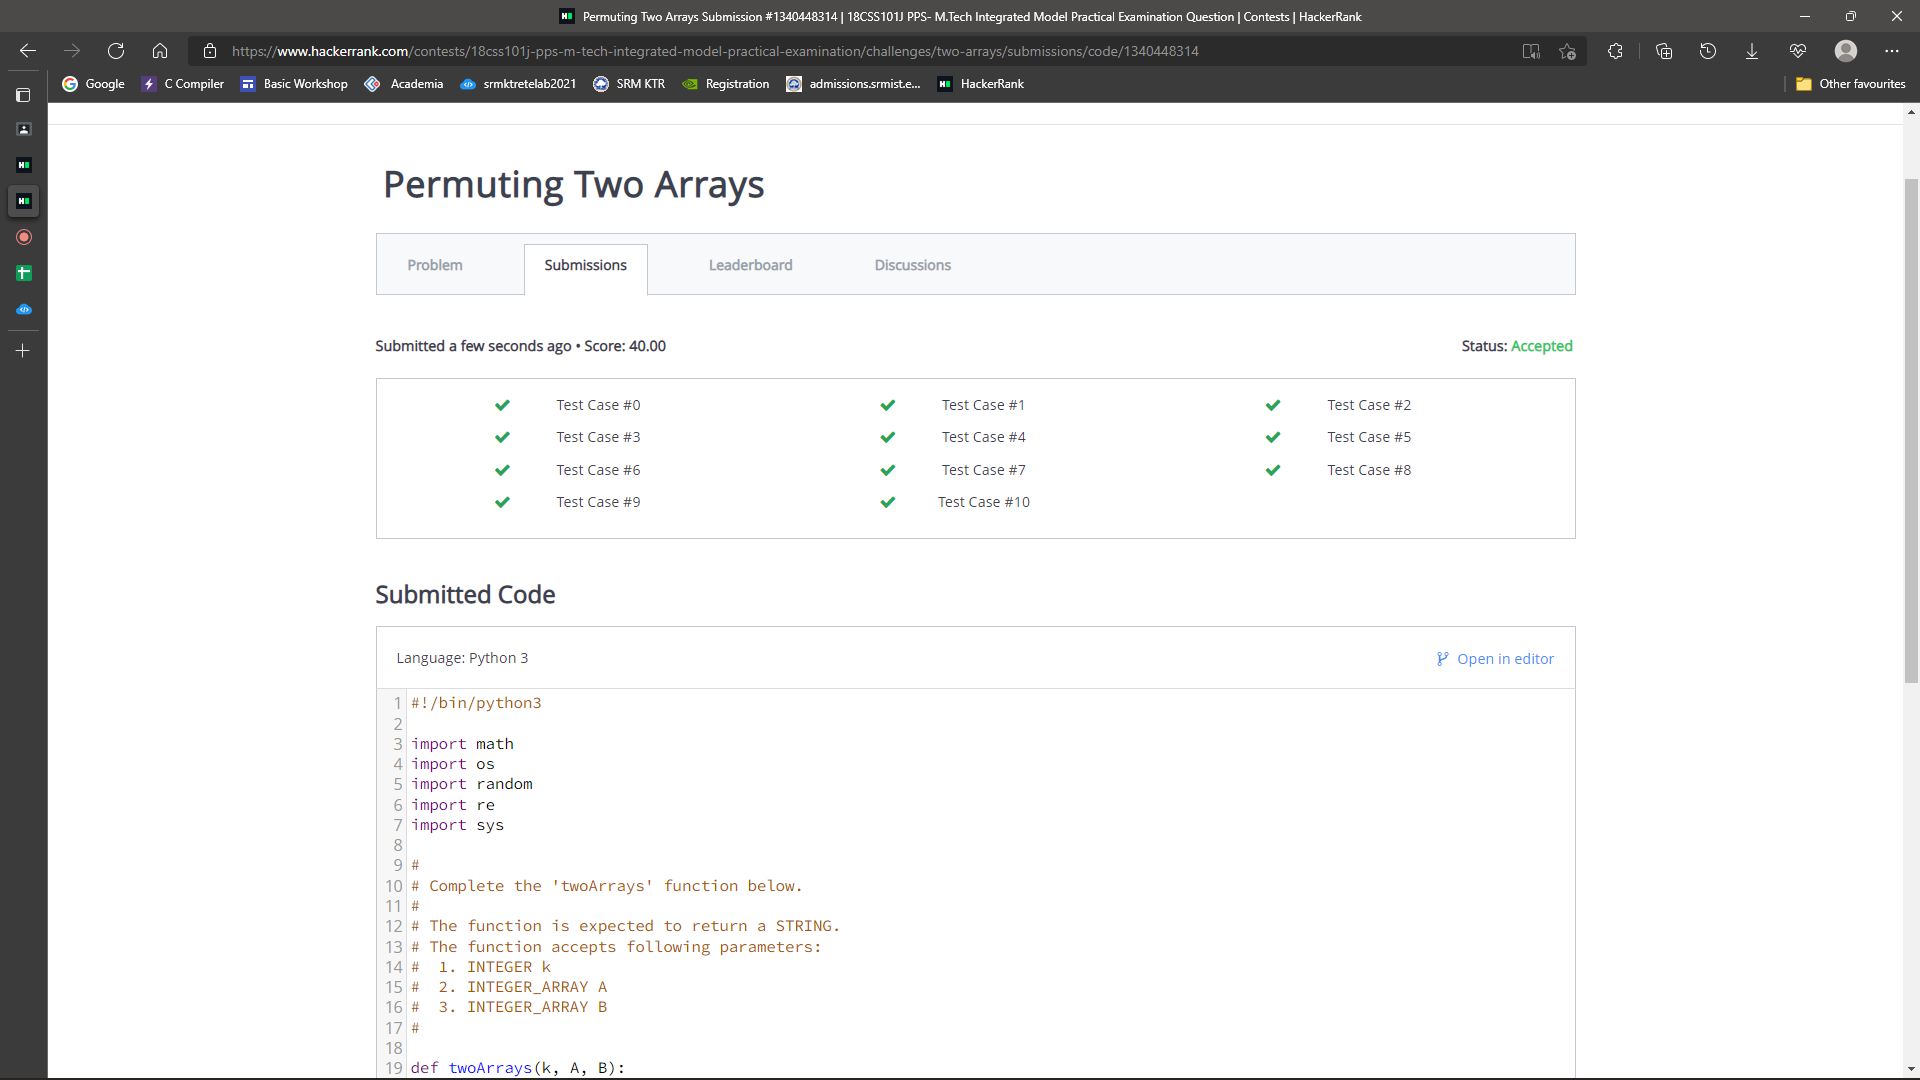 Permuting Two Arrays Submission #1340448314 | 18CSS101J PPS- M.Tech Integrated Model Practical Examination Question | Contests | HackerRank
https://www.hackerrank.com/contests/18css101j-pps-m-tech-integrated-model-practical-examination/challenges/two-arrays/submissions/code/1340448314
Google C Compiler Basic Workshop Academia srmktretelab2021 SRM KTR Registration admissions.srmist.e... HackerRank Other favourites
Permuting Two Arrays
Problem Submissions Leaderboard Discussions
Submitted a few seconds ago • Score: 40.00 Status: Accepted
Test Case #0 Test Case #1 Test Case #2
Test Case #3 Test Case #4 Test Case #5
Test Case #6 Test Case #7 Test Case #8
Test Case #9 Test Case #10
Submitted Code
Language: Python 3 Open in editor
1 #!/bin/python3
2
3 import math
4 import os
5 import random
6 import re
7 import sys
8
9 #
10 # Complete the 'twoArrays' function below.
11 #
12 # The function is expected to return a STRING.
13 # The function accepts following parameters:
14 #  1. INTEGER k
15 #  2. INTEGER_ARRAY A
16 #  3. INTEGER_ARRAY B
17 #
18
19 def twoArrays(k, A, B):